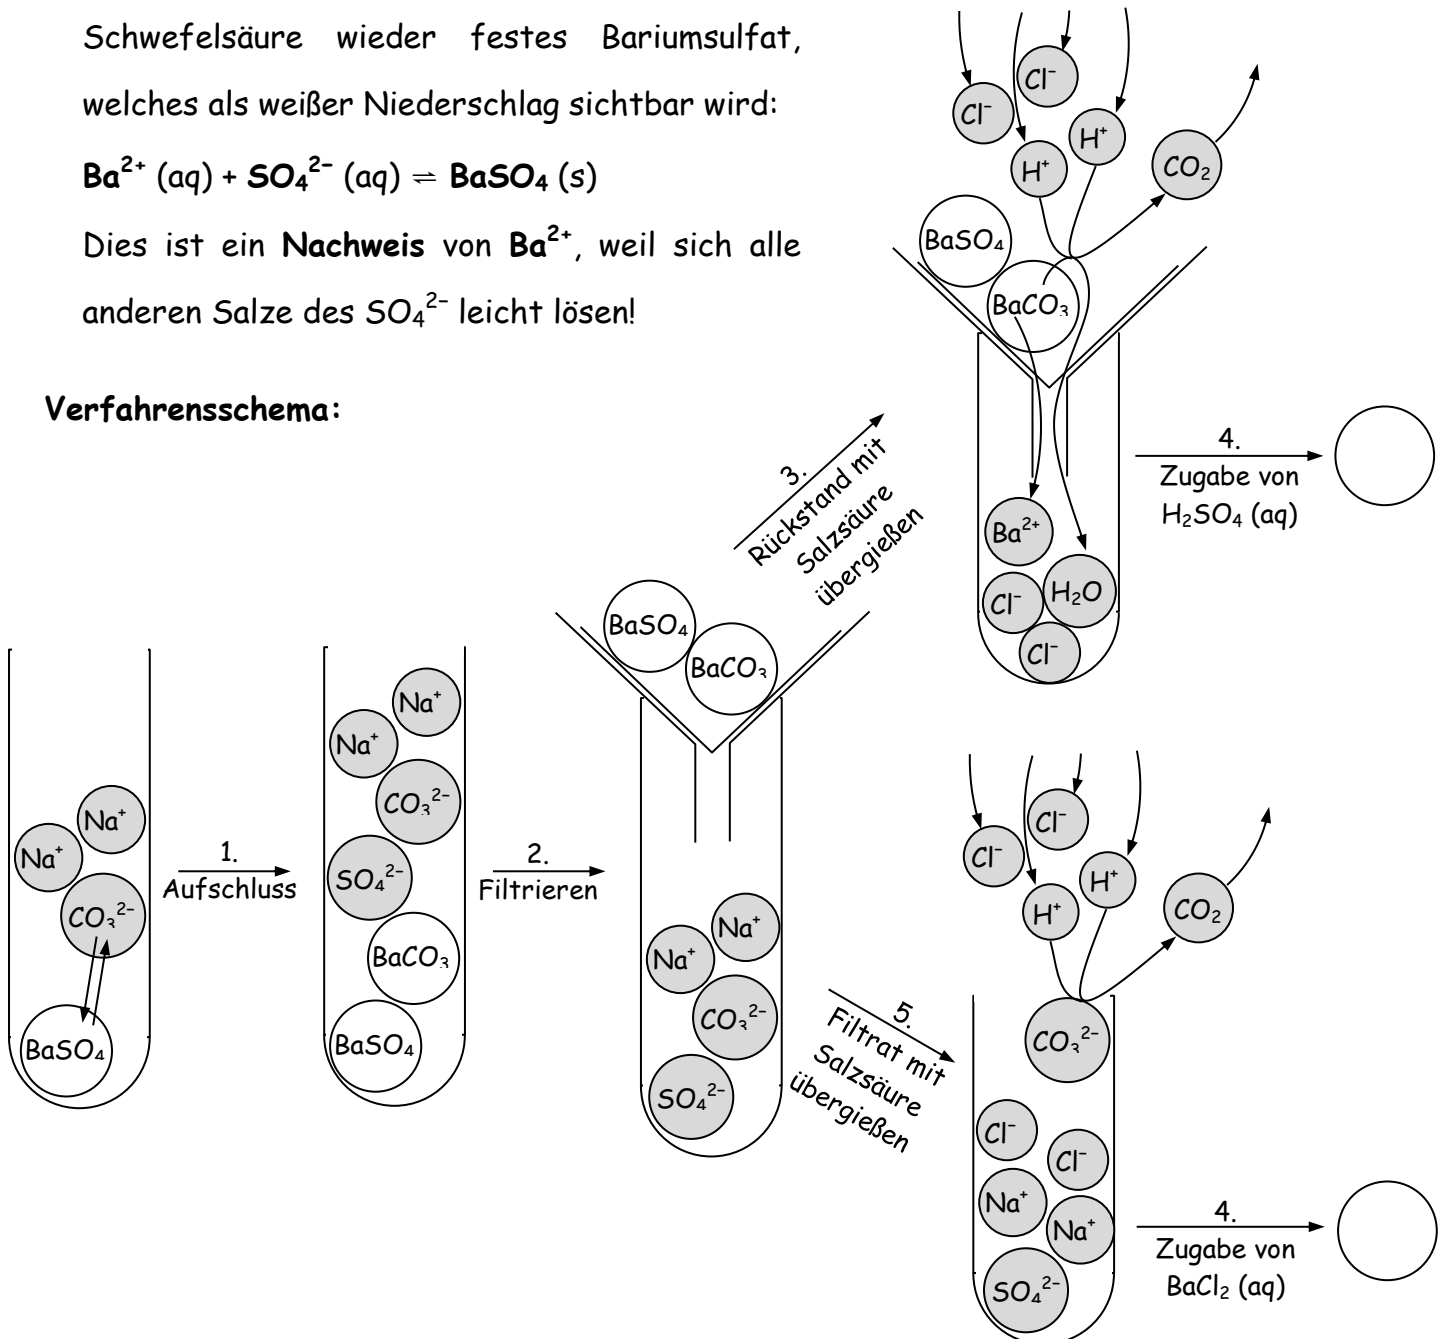 Schwefelsäure wieder festes Bariumsulfat,
welches als weißer Niederschlag sichtbar wird:
Ba²⁺ (aq) + SO₄²⁻ (aq) ⇌ BaSO₄ (s)
Dies ist ein Nachweis von Ba²⁺, weil sich alle
anderen Salze des SO₄²⁻ leicht lösen!
Verfahrensschema:
Na⁺
Na⁺
CO₃²⁻
BaSO₄
1.
Aufschluss
Na⁺
Na⁺
CO₃²⁻
SO₄²⁻
BaCO₃
BaSO₄
2.
Filtrieren
BaSO₄
BaCO₃
Na⁺
Na⁺
CO₃²⁻
SO₄²⁻
3.
Rückstand mit
Salzsäure
übergießen
Cl⁻
Cl⁻
H⁺
H⁺
CO₂
BaSO₄
BaCO₃
Ba²⁺
Cl⁻
H₂O
Cl⁻
4.
Zugabe von
H₂SO₄ (aq)
5.
Filtrat mit
Salzsäure
übergießen
Cl⁻
Cl⁻
H⁺
H⁺
CO₂
CO₃²⁻
Cl⁻
Cl⁻
Na⁺
Na⁺
SO₄²⁻
4.
Zugabe von
BaCl₂ (aq)